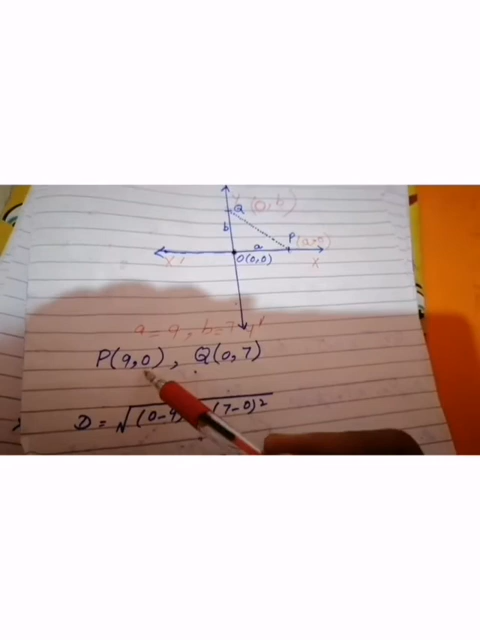 Y
Q (0, b)
b
P (a, 0)
a
X' O(0,0) X
a = 9, b = 7 Y'
P(9,0), Q(0,7)
D = √(0-9) (7-0)²